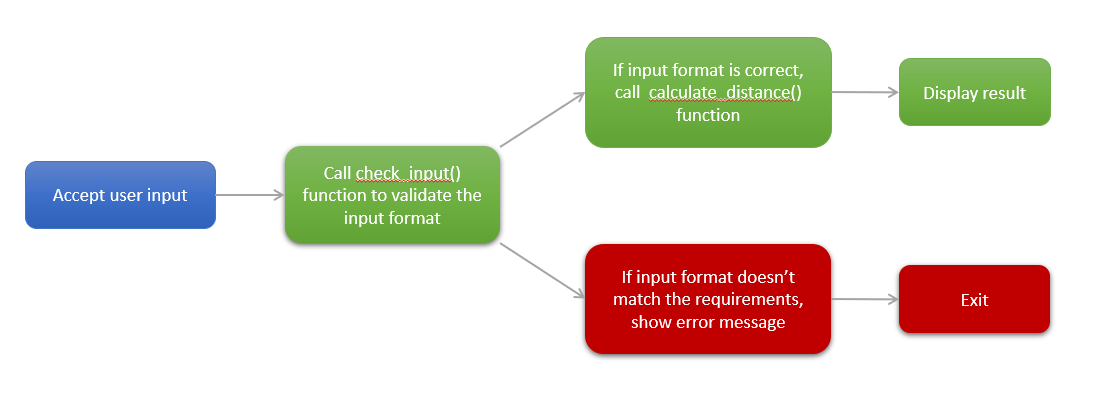 Accept user input
Call check_input()
function to validate the
input format
If input format is correct,
call  calculate_distance()
function
Display result
If input format doesn’t
match the requirements,
show error message
Exit